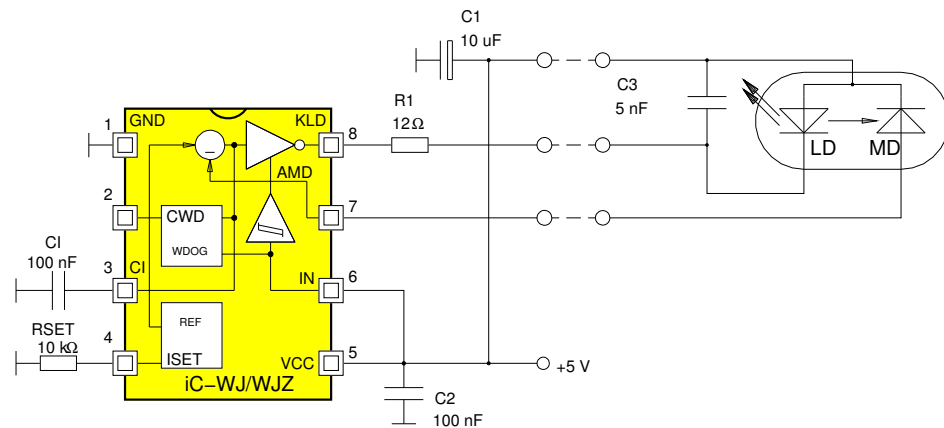 C1
10 uF
C3
5 nF
R1
12Ω
LD
MD
1
GND
KLD
8
–
AMD
2
7
CWD
WDOG
CI
100 nF
3
CI
IN
6
RSET
10 kΩ
4
REF
ISET
VCC
5
+5 V
iC–WJ/WJZ
C2
100 nF